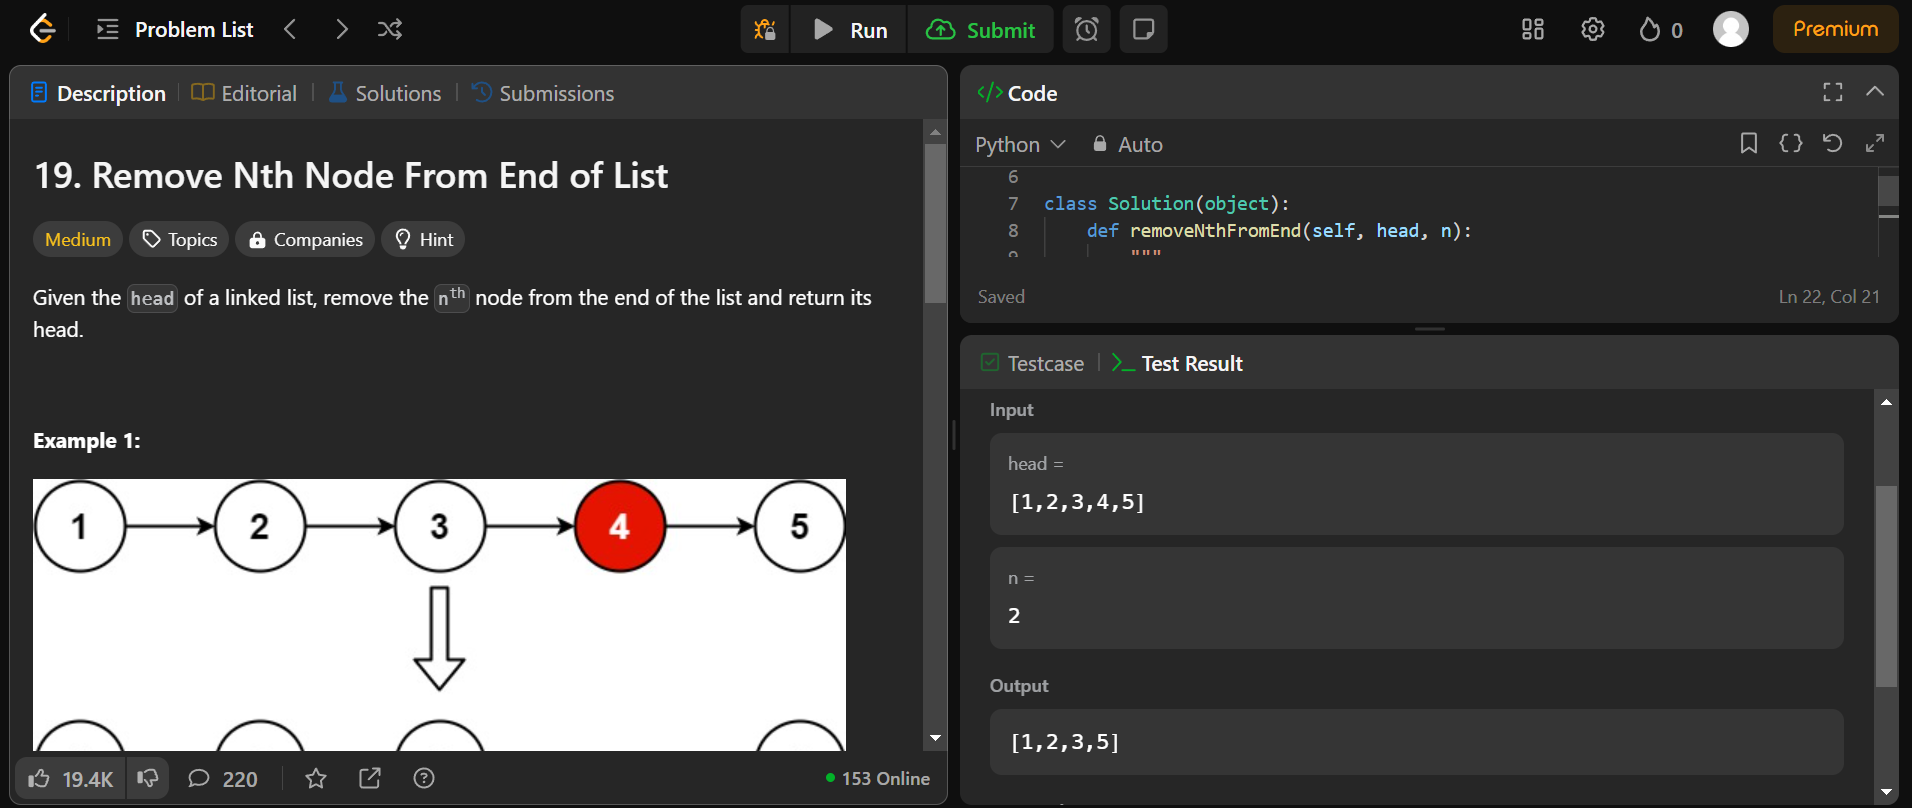 Problem List
Run
Submit
0
Premium
Description
Editorial
Solutions
Submissions
19. Remove Nth Node From End of List
Medium
Topics
Companies
Hint
Given the head of a linked list, remove the nth node from the end of the list and return its
head.
Example 1:
1 2 3 4 5
19.4K
220
153 Online
</> Code
Python
Auto
6
7 class Solution(object):
8 def removeNthFromEnd(self, head, n):
9 """
Saved
Ln 22, Col 21
Testcase
Test Result
Input
head =
[1,2,3,4,5]
n =
2
Output
[1,2,3,5]